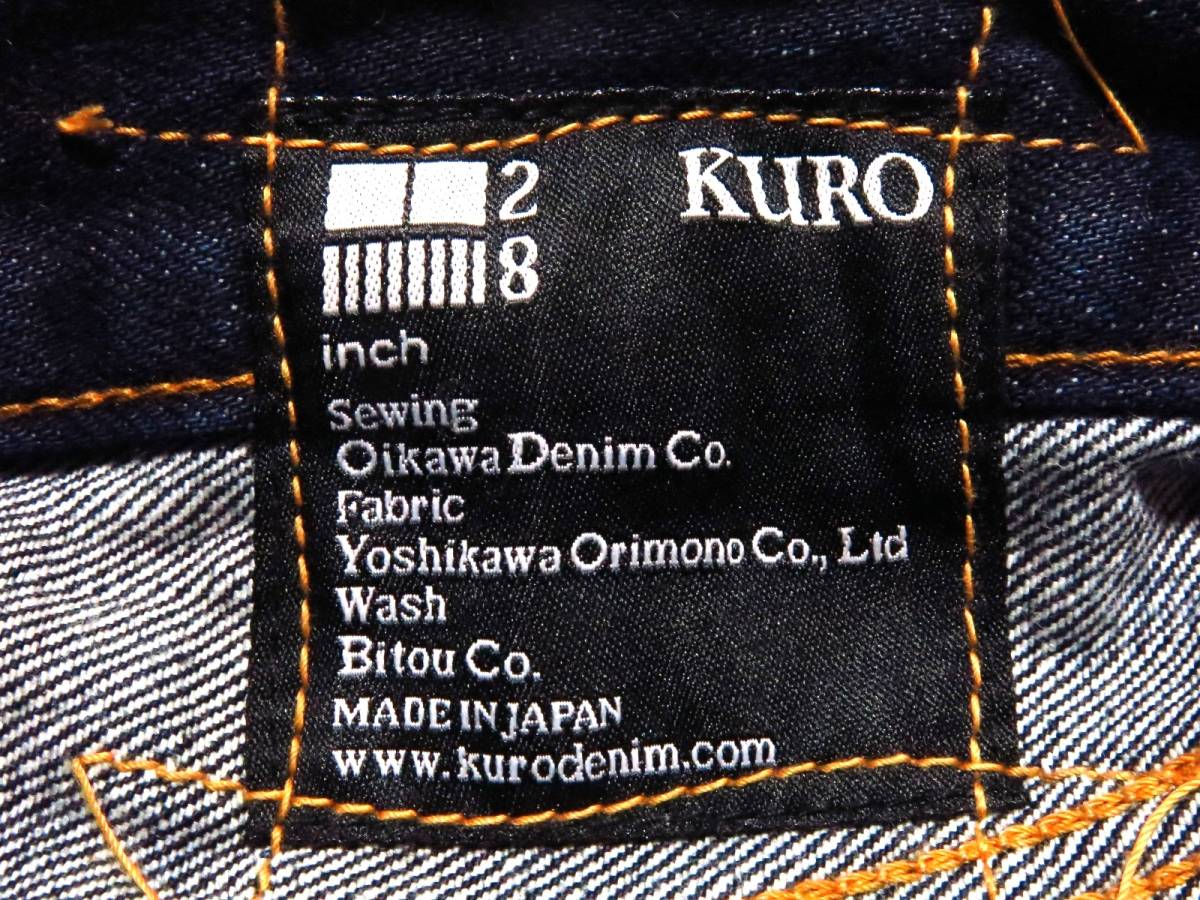 2 KURO
8
inch
Sewing
Oikawa Denim Co.
Fabric
Yoshikawa Orimono Co., Ltd
Wash
Bitou Co.
MADE IN JAPAN
www.kurodenim.com